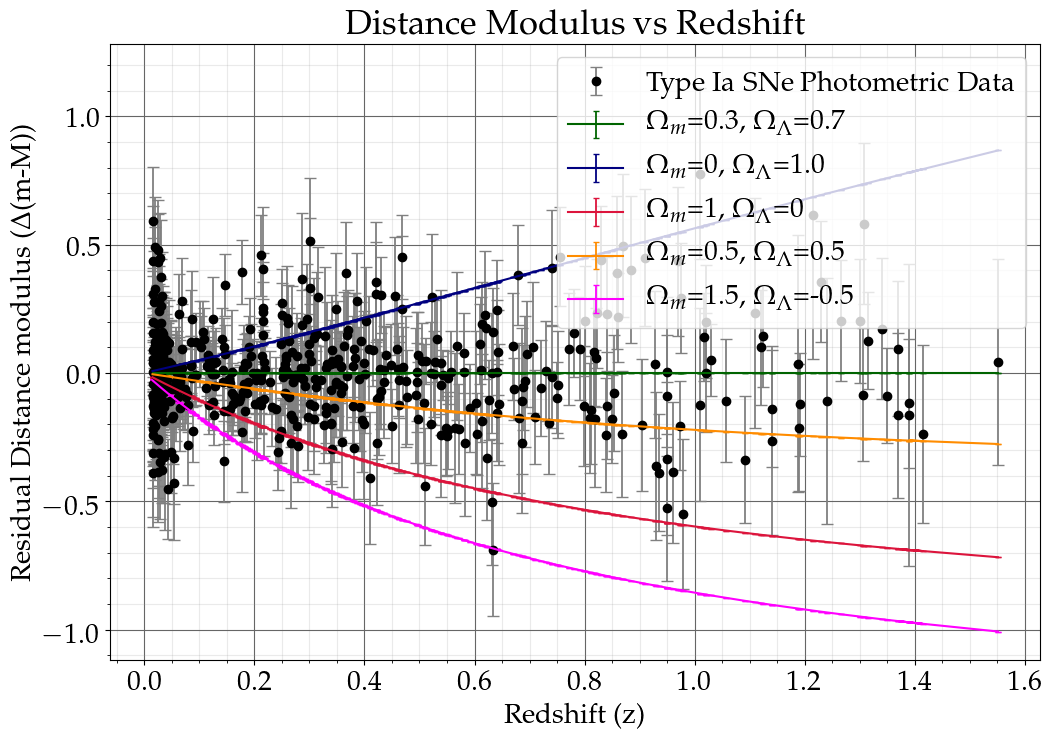 Distance Modulus vs Redshift
Type Ia SNe Photometric Data
Ωm=0.3, ΩΛ=0.7
Ωm=0, ΩΛ=1.0
Ωm=1, ΩΛ=0
Ωm=0.5, ΩΛ=0.5
Ωm=1.5, ΩΛ=-0.5
Residual Distance modulus (Δ(m-M))
1.0
0.5
0.0
−0.5
−1.0
0.0 0.2 0.4 0.6 0.8 1.0 1.2 1.4 1.6
Redshift (z)